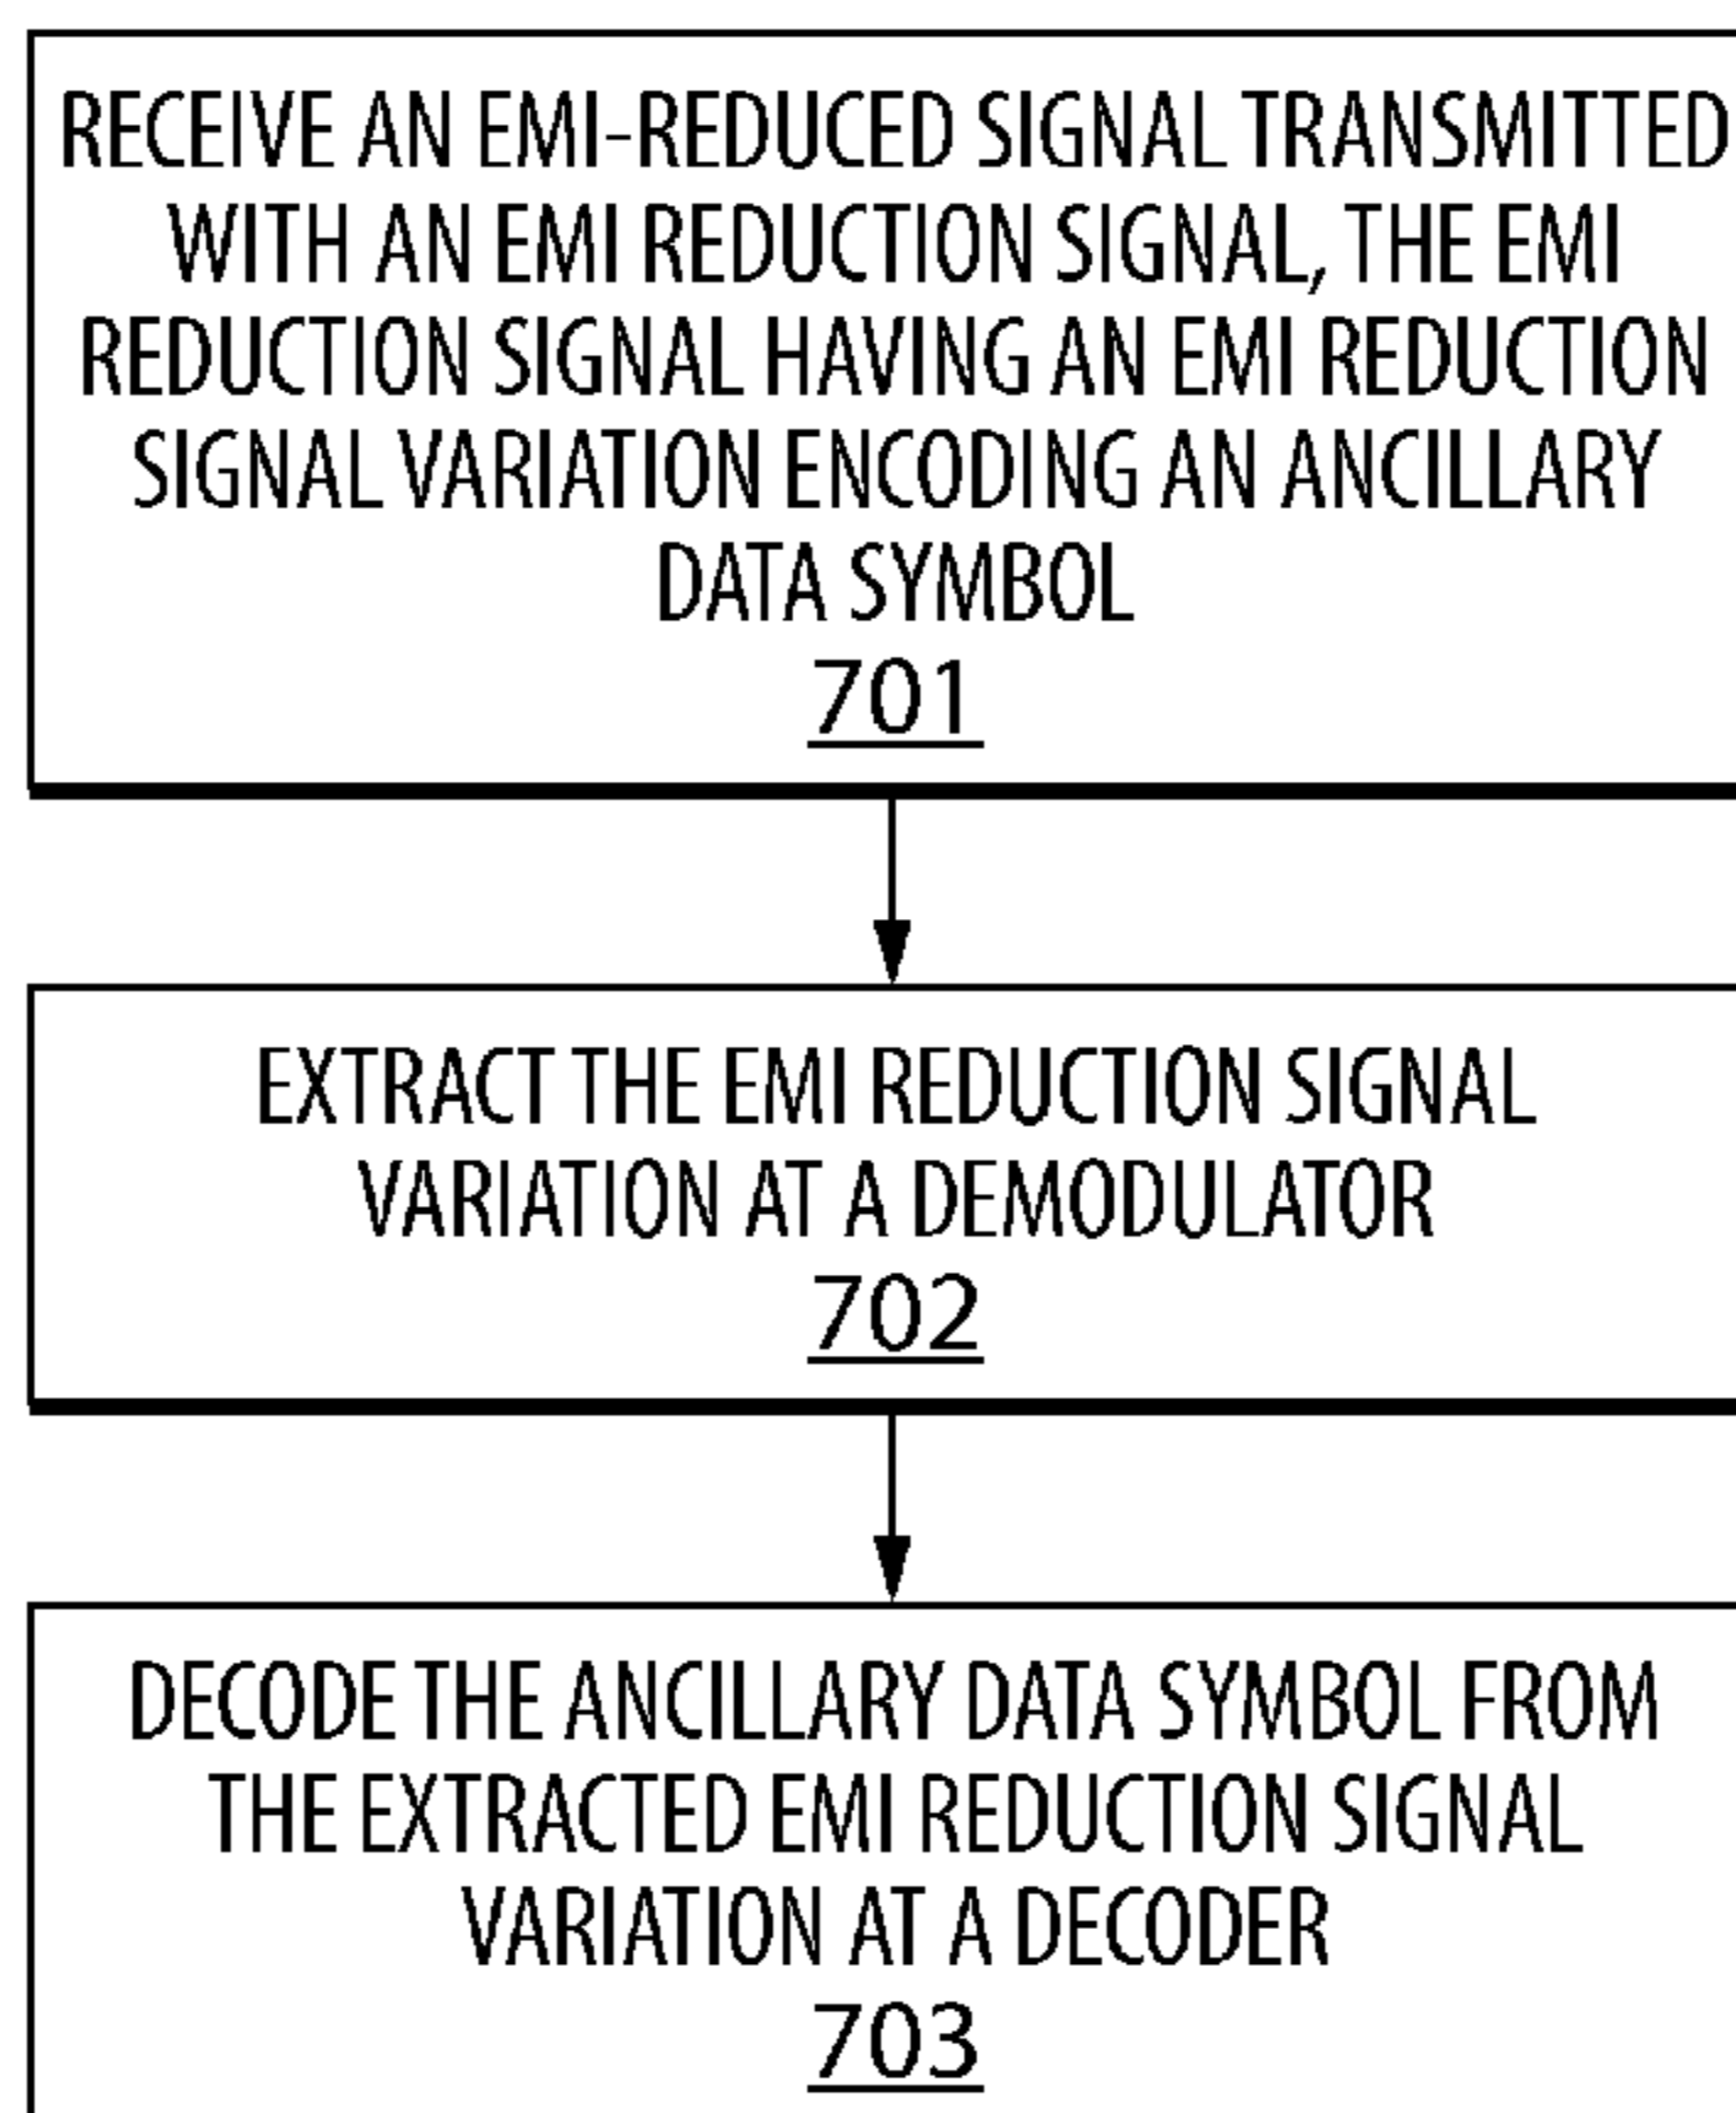 RECEIVE AN EMI-REDUCED SIGNAL TRANSMITTED
WITH AN EMI REDUCTION SIGNAL, THE EMI
REDUCTION SIGNAL HAVING AN EMI REDUCTION
SIGNAL VARIATION ENCODING AN ANCILLARY
DATA SYMBOL
701
EXTRACT THE EMI REDUCTION SIGNAL
VARIATION AT A DEMODULATOR
702
DECODE THE ANCILLARY DATA SYMBOL FROM
THE EXTRACTED EMI REDUCTION SIGNAL
VARIATION AT A DECODER
703